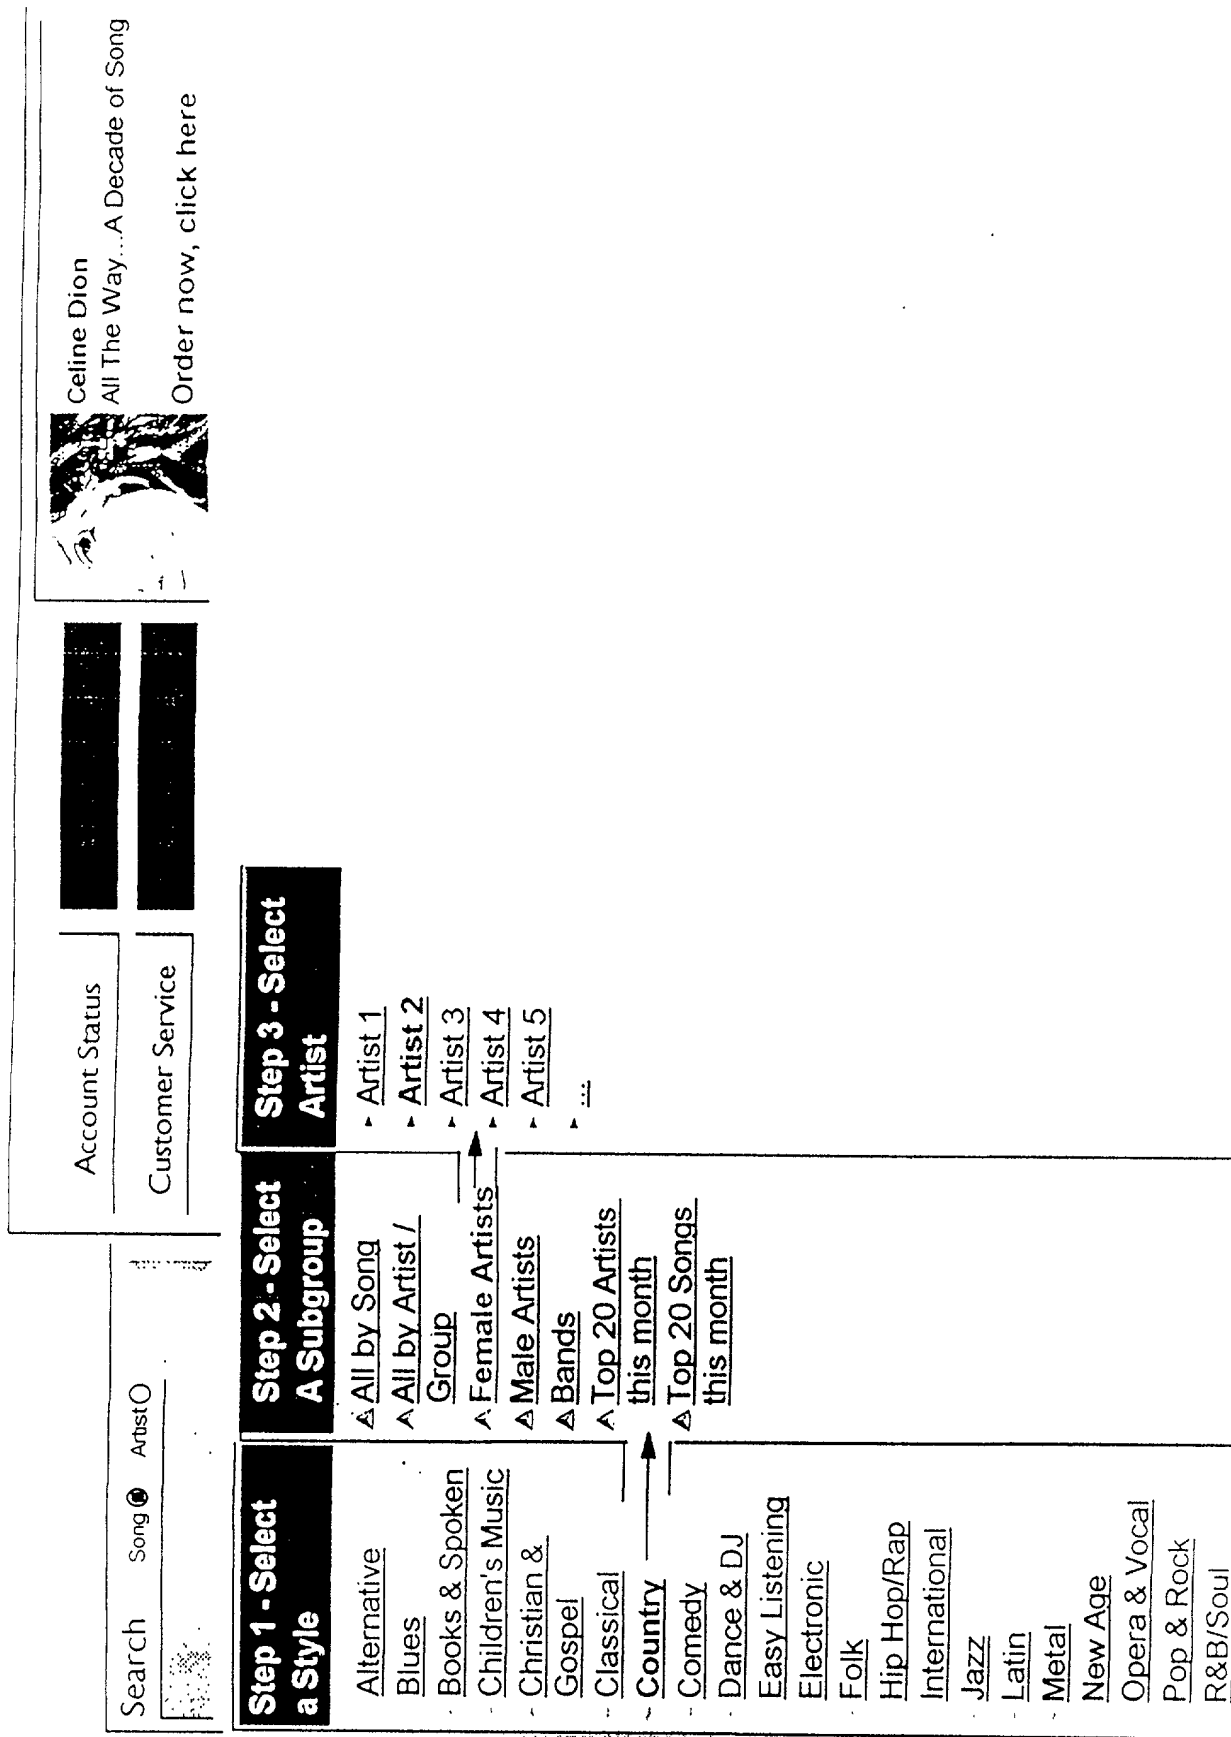 Search Song Artist
Account Status
Customer Service
Celine Dion
All The Way...A Decade of Song
Order now, click here
Step 1 - Select
a Style
Alternative
Blues
Books & Spoken
Children's Music
Christian &
Gospel
Classical
Country
Comedy
Dance & DJ
Easy Listening
Electronic
Folk
Hip Hop/Rap
International
Jazz
Latin
Metal
New Age
Opera & Vocal
Pop & Rock
R&B/Soul
Step 2 - Select
A Subgroup
All by Song
All by Artist /
Group
Female Artists
Male Artists
Bands
Top 20 Artists
this month
Top 20 Songs
this month
Step 3 - Select
Artist
Artist 1
Artist 2
Artist 3
Artist 4
Artist 5
...